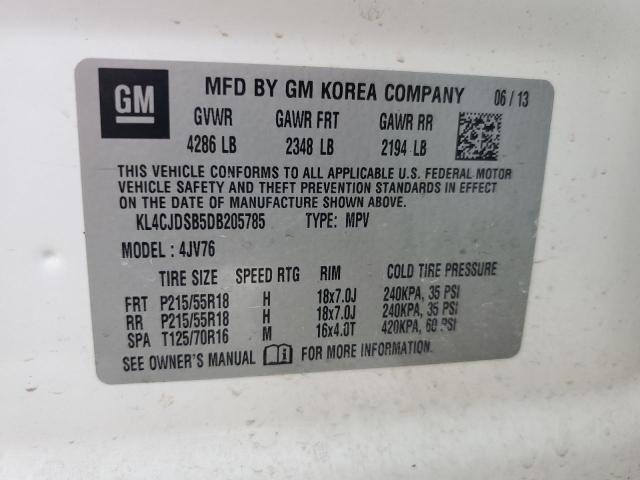 GM
MFD BY GM KOREA COMPANY 06 / 13
GVWR GAWR FRT GAWR RR
4286 LB 2348 LB 2194 LB
THIS VEHICLE CONFORMS TO ALL APPLICABLE U.S. FEDERAL MOTOR
VEHICLE SAFETY AND THEFT PREVENTION STANDARDS IN EFFECT
ON THE DATE OF MANUFACTURE SHOWN ABOVE.
KL4CJDSB5DB205785 TYPE: MPV
MODEL : 4JV76
TIRE SIZE SPEED RTG RIM COLD TIRE PRESSURE
FRT P215/55R18 H 18x7.0J 240KPA, 35 PSI
RR P215/55R18 H 18x7.0J 240KPA, 35 PSI
SPA T125/70R16 M 16x4.0T 420KPA, 60 PSI
SEE OWNER'S MANUAL FOR MORE INFORMATION.